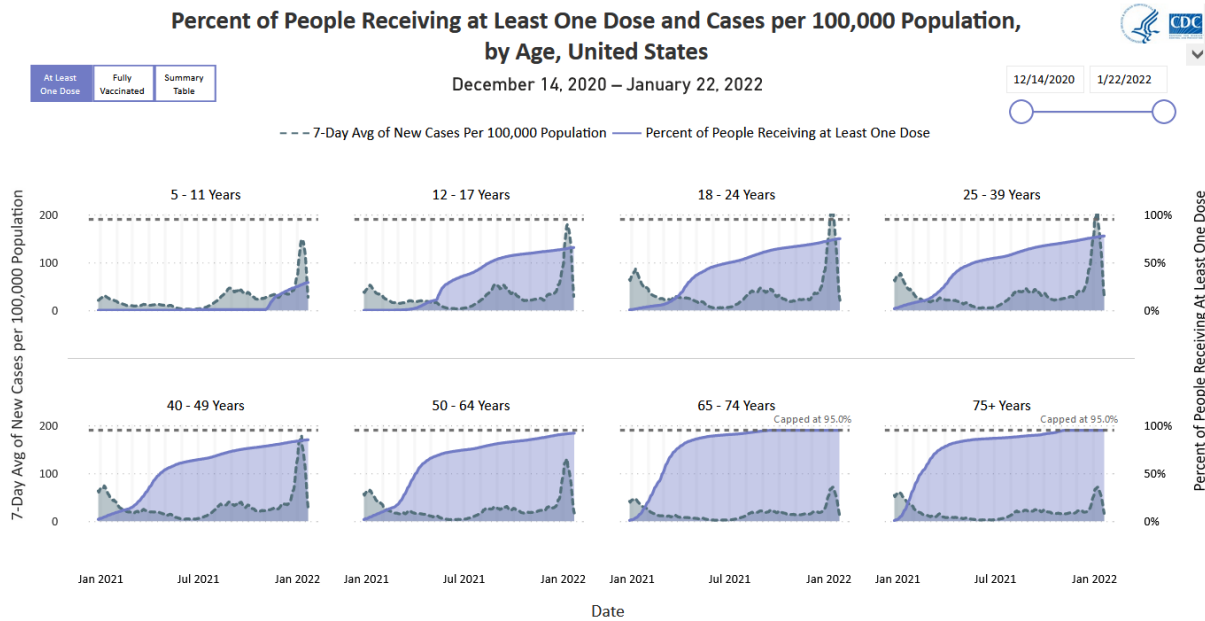 Percent of People Receiving at Least One Dose and Cases per 100,000 Population,
by Age, United States
December 14, 2020 – January 22, 2022
CDC
At Least
One Dose
Fully
Vaccinated
Summary
Table
12/14/2020
1/22/2022
7-Day Avg of New Cases Per 100,000 Population
Percent of People Receiving at Least One Dose
7-Day Avg of New Cases per 100,000 Population
5 - 11 Years
12 - 17 Years
18 - 24 Years
25 - 39 Years
200
100
0
100%
50%
0%
40 - 49 Years
50 - 64 Years
65 - 74 Years
75+ Years
Capped at 95.0%
Capped at 95.0%
200
100
0
100%
50%
0%
Percent of People Receiving At Least One Dose
Jan 2021
Jul 2021
Jan 2022
Jan 2021
Jul 2021
Jan 2022
Jan 2021
Jul 2021
Jan 2022
Jan 2021
Jul 2021
Jan 2022
Date